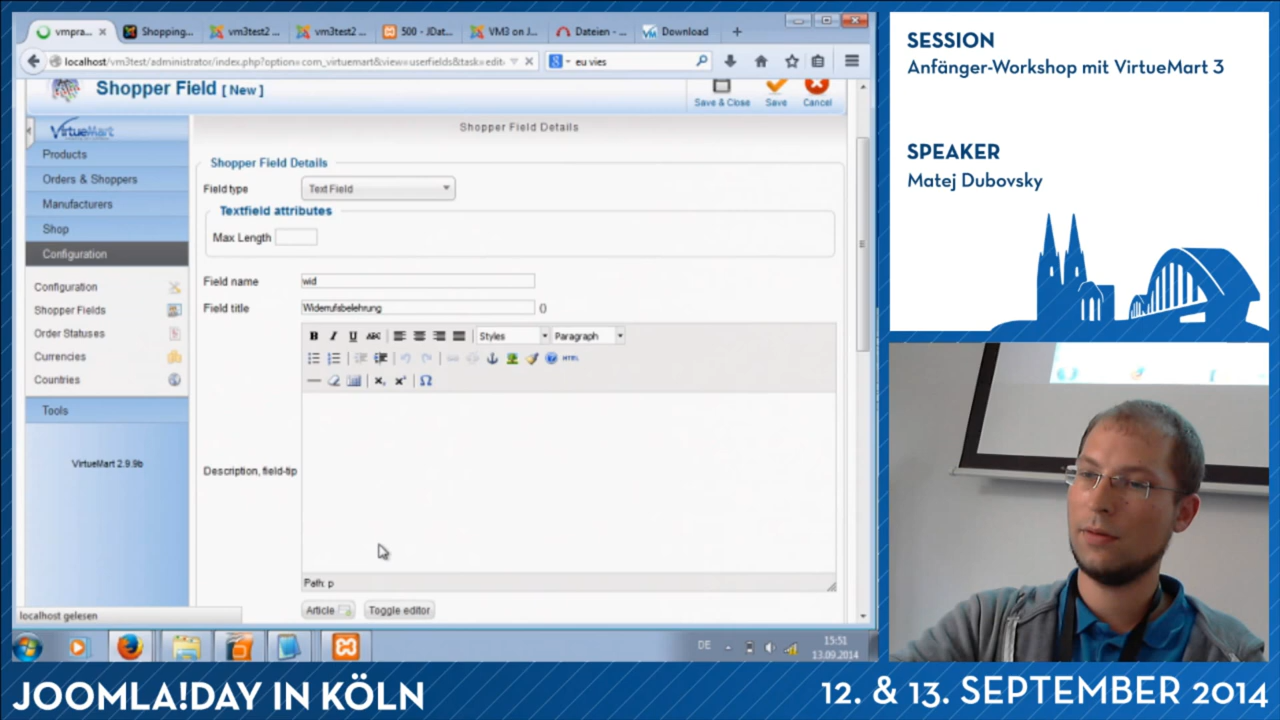 vmpra...
Shopping...
vm3test2 ...
vm3test2 ...
500 - JDat...
VM3 on J...
Dateien - ...
Download
localhost/vm3test/administrator/index.php?option=com_virtuemart&view=userfields&task=edit
eu vies
Shopper Field [ New ]
Save & Close
Save
Cancel
VirtueMart
Products
Orders & Shoppers
Manufacturers
Shop
Configuration
Configuration
Shopper Fields
Order Statuses
Currencies
Countries
Tools
VirtueMart 2.9.9b
Shopper Field Details
Shopper Field Details
Field type
Text Field
Textfield attributes
Max Length
Field name
wid
Field title
Widerrufsbelehrung
()
B I U ABC
Styles
Paragraph
HTML
Description, field-tip
Path: p
Article
Toggle editor
localhost gelesen
DE
15:51
13.09.2014
SESSION
Anfänger-Workshop mit VirtueMart 3
SPEAKER
Matej Dubovsky
JOOMLA!DAY IN KÖLN
12. & 13. SEPTEMBER 2014